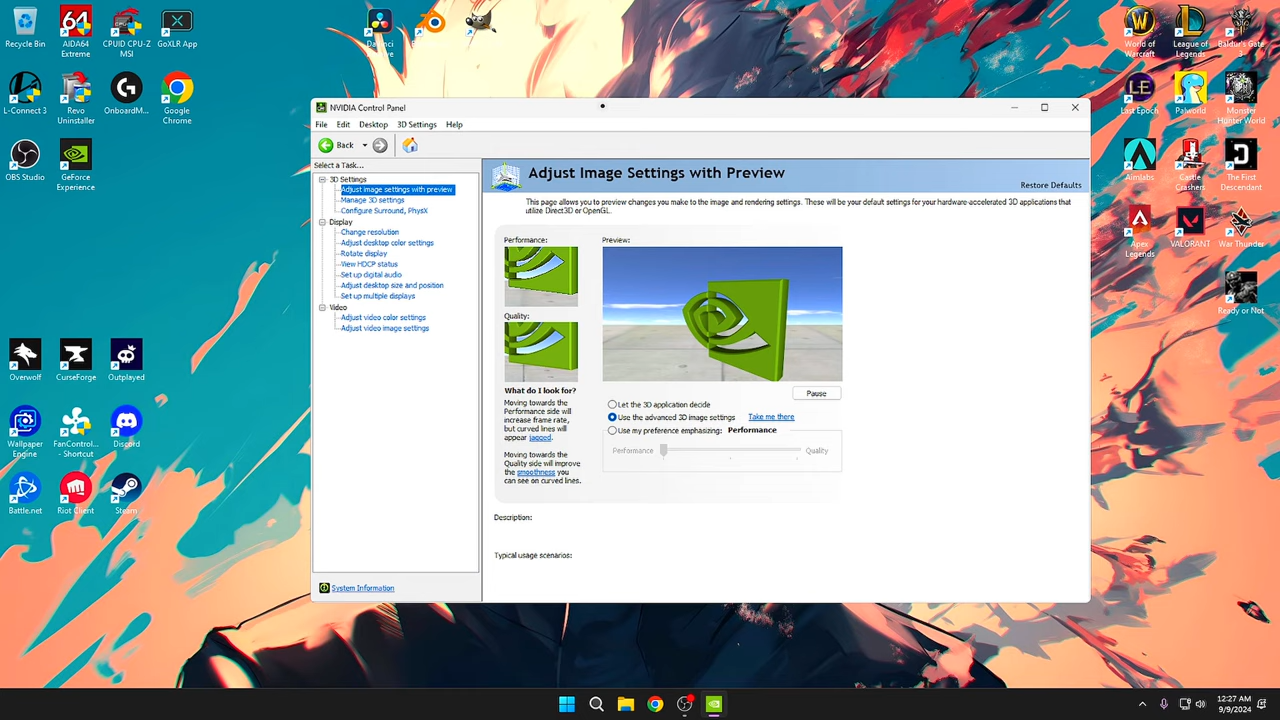 Recycle Bin
AIDA64
Extreme
CPUID CPU-Z
MSI
GoXLR App
L-Connect 3
Revo
Uninstaller
OnboardM...
Google
Chrome
OBS Studio
GeForce
Experience
Overwolf
CurseForge
Outplayed
Wallpaper
Engine
FanControl...
- Shortcut
Discord
Battle.net
Riot Client
Steam
World of
Warcraft
League of
Legends
Baldur's Gate
3
Last Epoch
Palworld
Monster
Hunter World
Aimlabs
Castle
Crashers
The First
Descendant
Apex
Legends
VALORANT
War Thunder
Ready or Not
NVIDIA Control Panel
File Edit Desktop 3D Settings Help
Back
Select a Task...
3D Settings
Adjust image settings with preview
Manage 3D settings
Configure Surround, PhysX
Display
Change resolution
Adjust desktop color settings
Rotate display
View HDCP status
Set up digital audio
Adjust desktop size and position
Set up multiple displays
Video
Adjust video color settings
Adjust video image settings
System Information
Adjust Image Settings with Preview
Restore Defaults
This page allows you to preview changes you make to the image and rendering settings. These will be your default settings for your hardware-accelerated 3D applications that
utilize Direct3D or OpenGL.
Performance:
Quality:
What do I look for?
Moving towards the
Performance side will
increase frame rate,
but curved lines will
appear jagged.
Moving towards the
Quality side will improve
the smoothness you
can see on curved lines.
Preview:
Pause
Let the 3D application decide
Use the advanced 3D image settings Take me there
Use my preference emphasizing: Performance
Performance Quality
Description:
Typical usage scenarios:
12:27 AM
9/9/2024